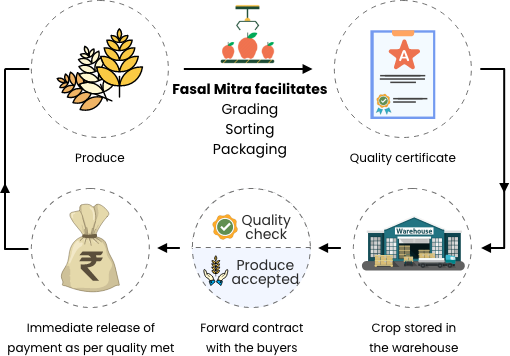 Fasal Mitra facilitates
Grading
Sorting
Packaging
A
Produce
Quality certificate
Quality
check
Produce
accepted
Warehouse
₹
Immediate release of
payment as per quality met
Forward contract
with the buyers
Crop stored in
the warehouse